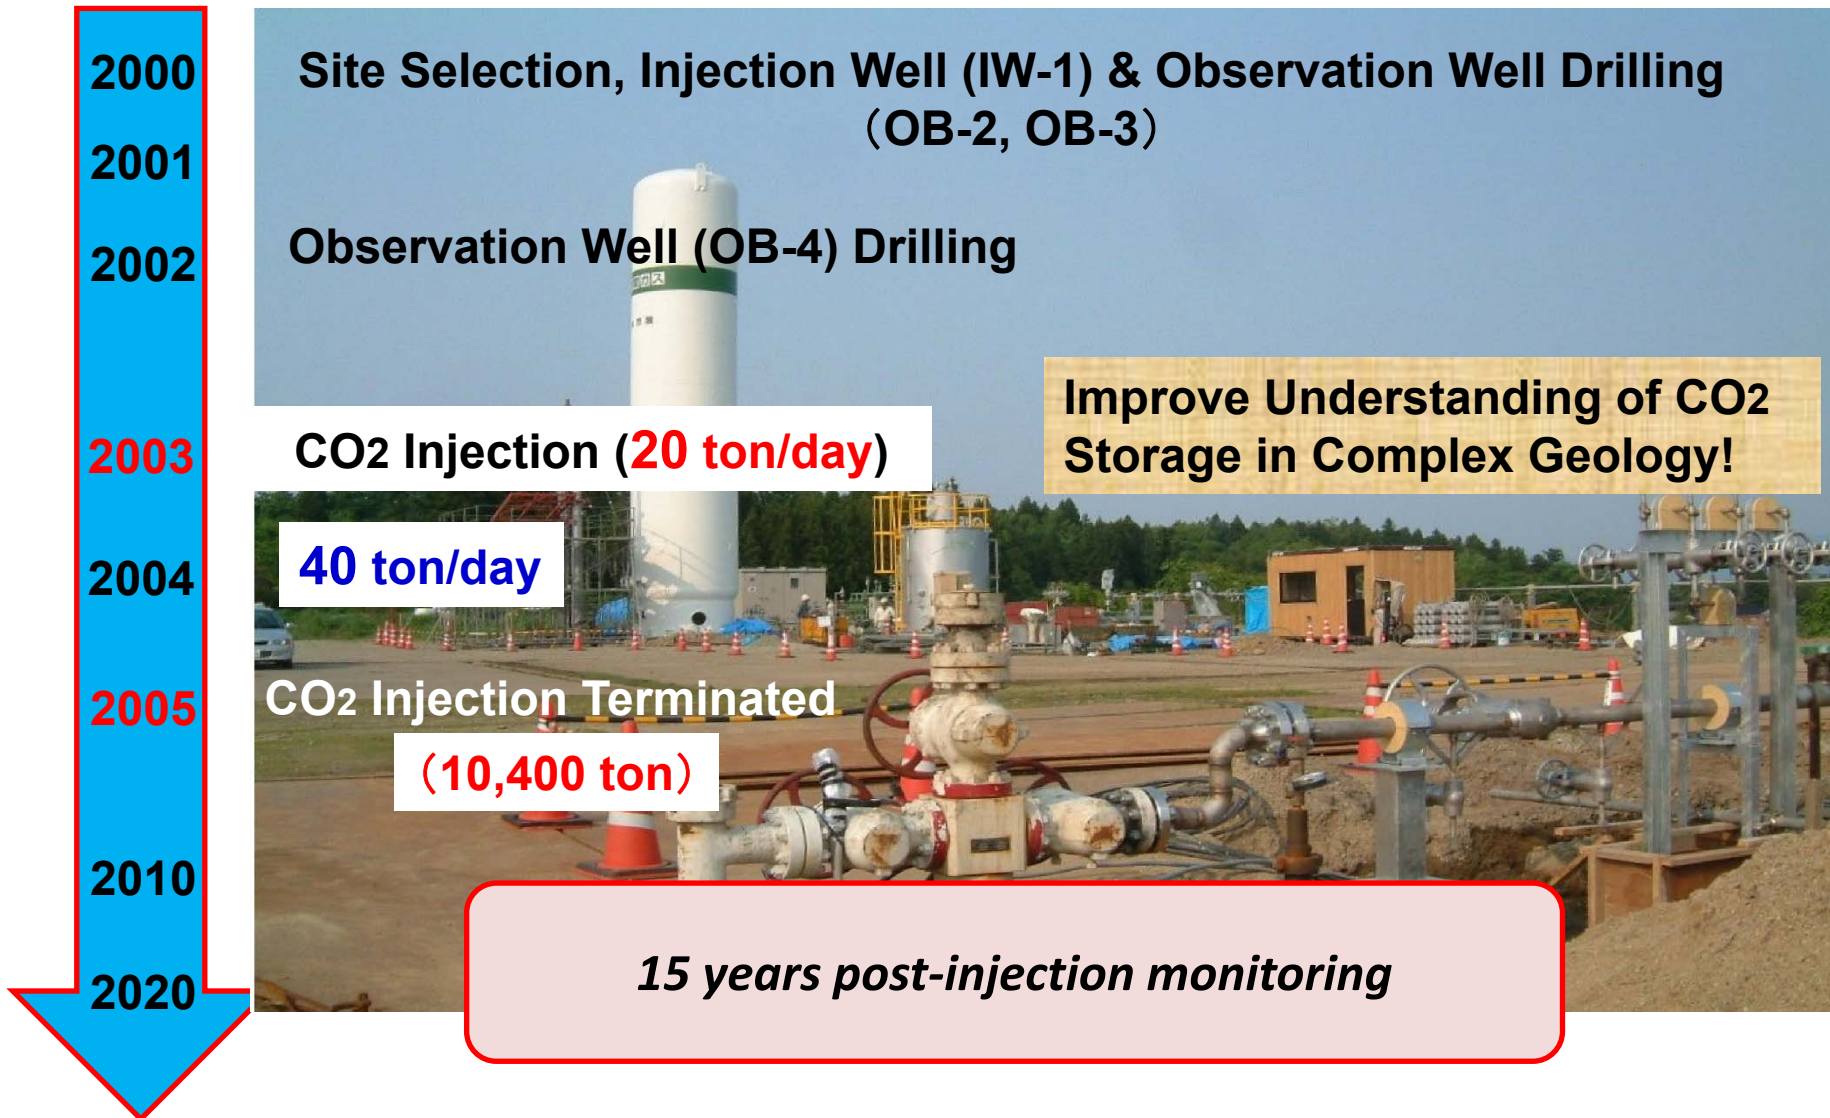 2000
Site Selection, Injection Well (IW-1) & Observation Well Drilling
（OB-2, OB-3）
2001
2002
Observation Well (OB-4) Drilling
ガス
Improve Understanding of CO2
Storage in Complex Geology!
2003
CO2 Injection (20 ton/day)
2004
40 ton/day
2005
CO2 Injection Terminated
（10,400 ton）
2010
2020
15 years post-injection monitoring